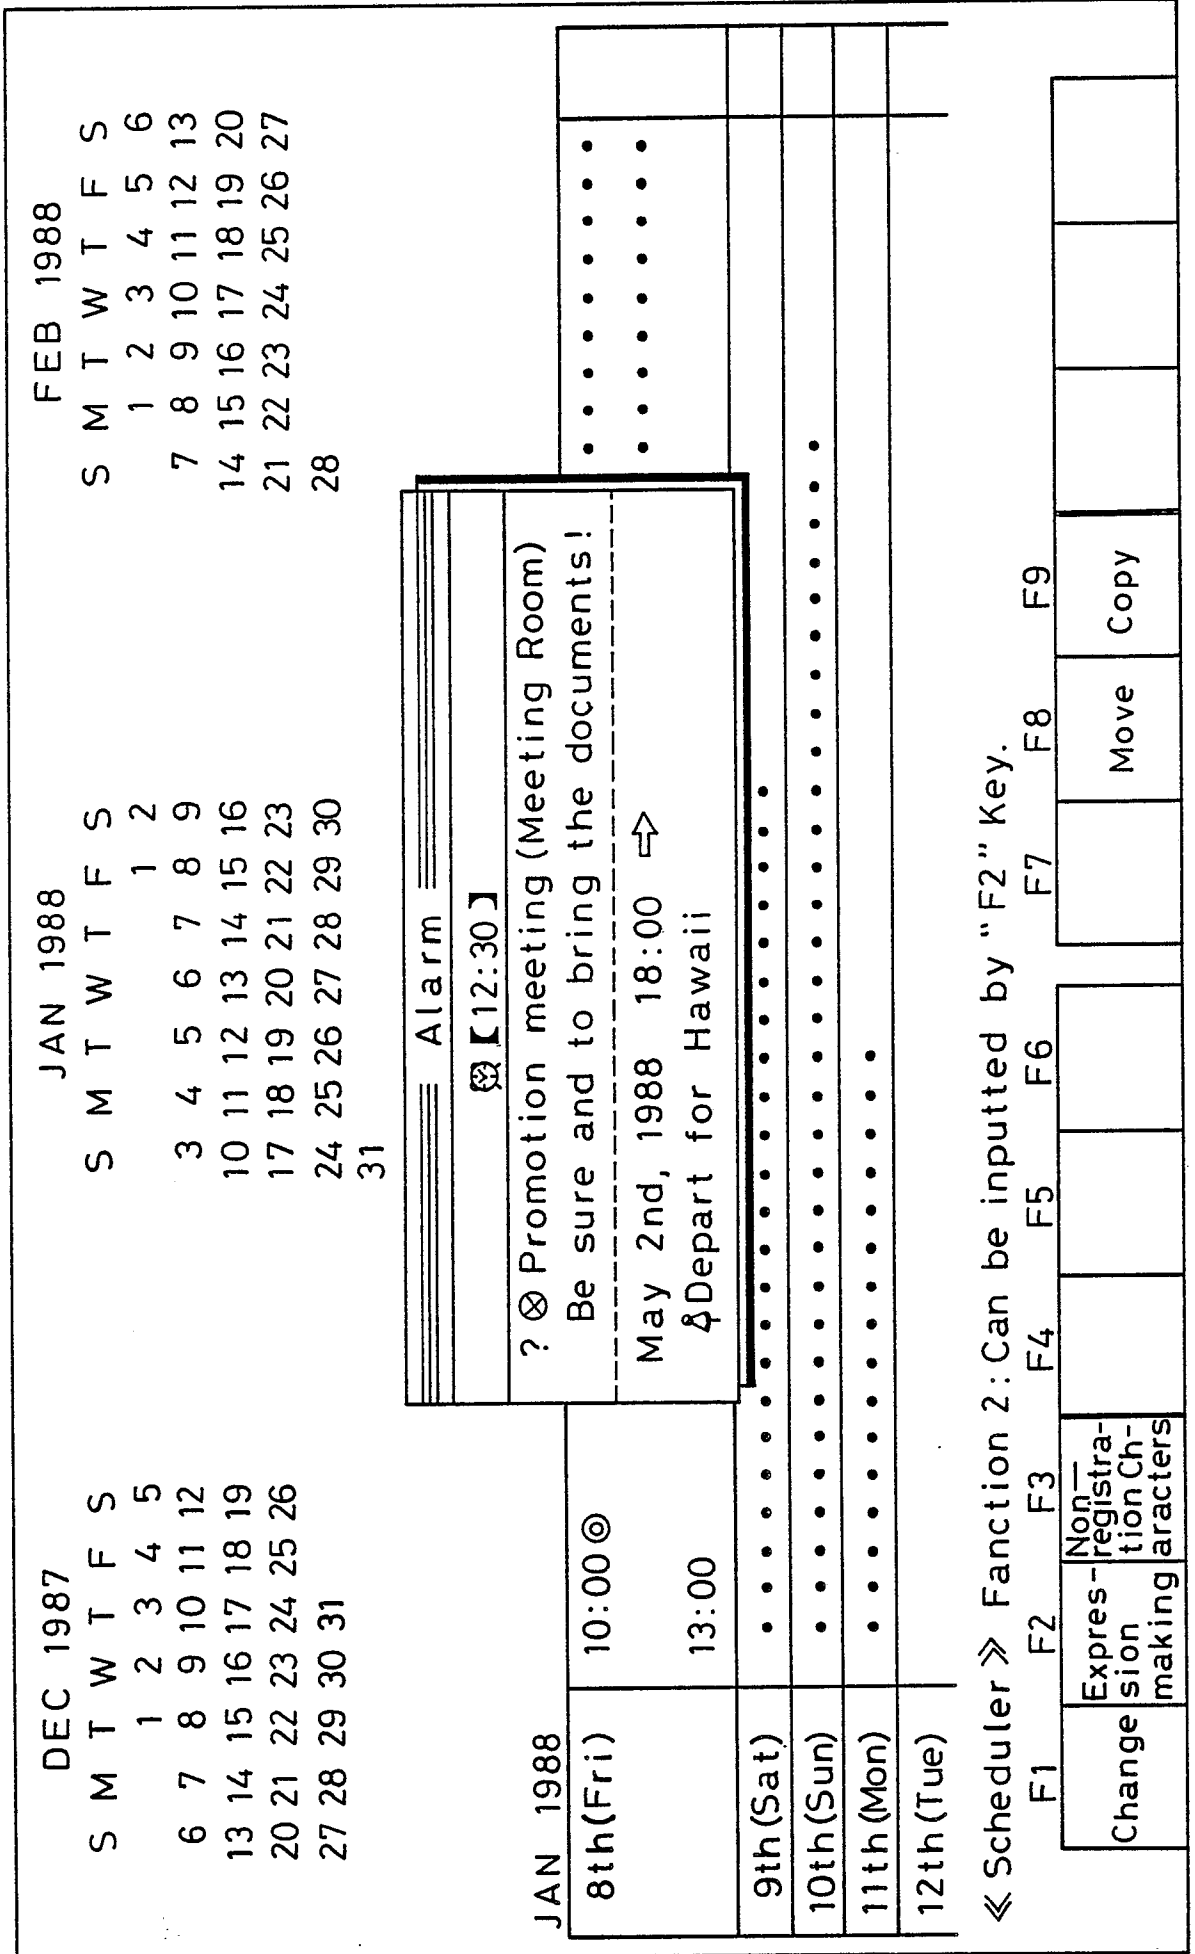 DEC 1987
S M T W T F S
1 2 3 4 5
6 7 8 9 10 11 12
13 14 15 16 17 18 19
20 21 22 23 24 25 26
27 28 29 30 31
JAN 1988
S M T W T F S
1 2
3 4 5 6 7 8 9
10 11 12 13 14 15 16
17 18 19 20 21 22 23
24 25 26 27 28 29 30
31
FEB 1988
S M T W T F S
1 2 3 4 5 6
7 8 9 10 11 12 13
14 15 16 17 18 19 20
21 22 23 24 25 26 27
28
Alarm
⏰【12:30】
? ⊗ Promotion meeting (Meeting Room)
Be sure and to bring the documents!
May 2nd, 1988 18:00 ⇨
Depart for Hawaii
JAN 1988
8th(Fri) 10:00◎
13:00
9th(Sat)
10th(Sun)
11th(Mon)
12th(Tue)
≪ Scheduler ≫ Fanction 2:Can be inputted by "F2" Key.
F1 F2 F3 F4 F5 F6 F7 F8 F9
Change
Expres-
sion
making
Non—
registra-
tion Ch-
aracters
Move
Copy